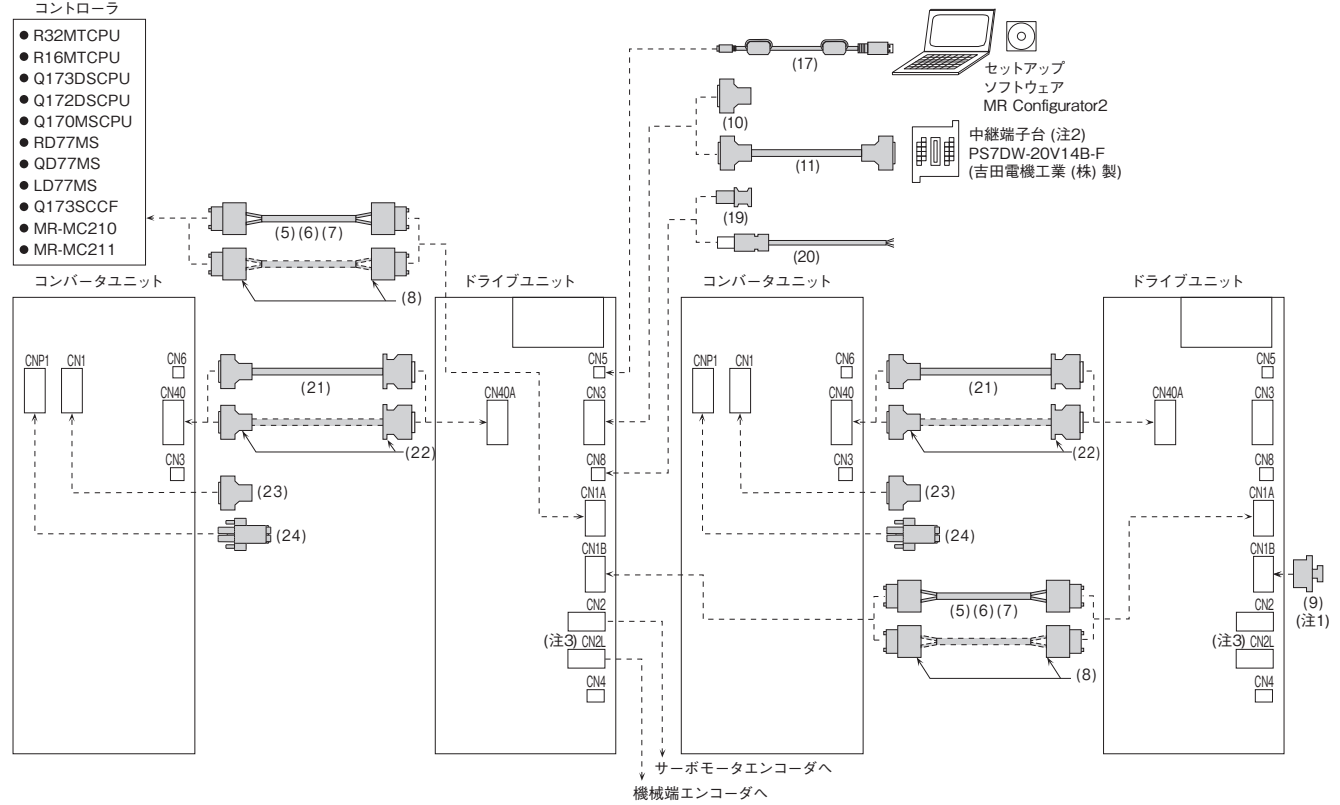 コントローラ
● R32MTCPU
● R16MTCPU
● Q173DSCPU
● Q172DSCPU
● Q170MSCPU
● RD77MS
● QD77MS
● LD77MS
● Q173SCCF
● MR-MC210
● MR-MC211
(17)
セットアップ
ソフトウェア
MR Configurator2
(10)
(11)
中継端子台 (注2)
PS7DW-20V14B-F
(吉田電機工業 (株) 製)
(19)
(20)
(5) (6) (7)
(8)
コンバータユニット
ドライブユニット
コンバータユニット
ドライブユニット
CNP1
CN1
CN6
CN40
CN3
(21)
(22)
(23)
(24)
CN40A
CN5
CN3
CN8
CN1A
CN1B
CN2
(注3)
CN2L
CN4
CNP1
CN1
CN6
CN40
CN3
(21)
(22)
(23)
(24)
(5) (6) (7)
(8)
CN40A
CN5
CN3
CN8
CN1A
CN1B
CN2
(注3)
CN2L
CN4
(9)
(注1)
サーボモータエンコーダへ
機械端エンコーダへ